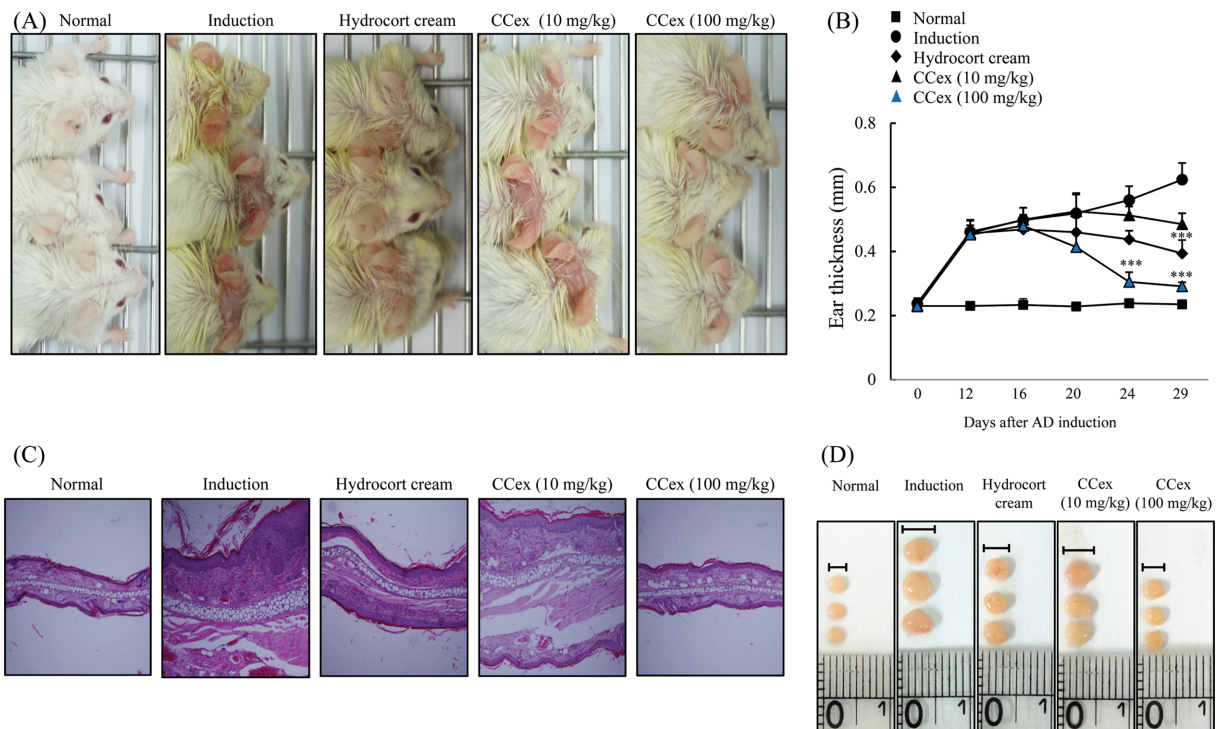 (A)
Normal
Induction
Hydrocort cream
CCex (10 mg/kg)
CCex (100 mg/kg)
(B)
Normal
Induction
Hydrocort cream
CCex (10 mg/kg)
CCex (100 mg/kg)
Ear thickness (mm)
0.8
0.6
0.4
0.2
0
***
***
***
0
12
16
20
24
29
Days after AD induction
(C)
Normal
Induction
Hydrocort cream
CCex (10 mg/kg)
CCex (100 mg/kg)
(D)
Normal
Induction
Hydrocort
cream
CCex
(10 mg/kg)
CCex
(100 mg/kg)
0 1
0 1
0 1
0 1
0 1